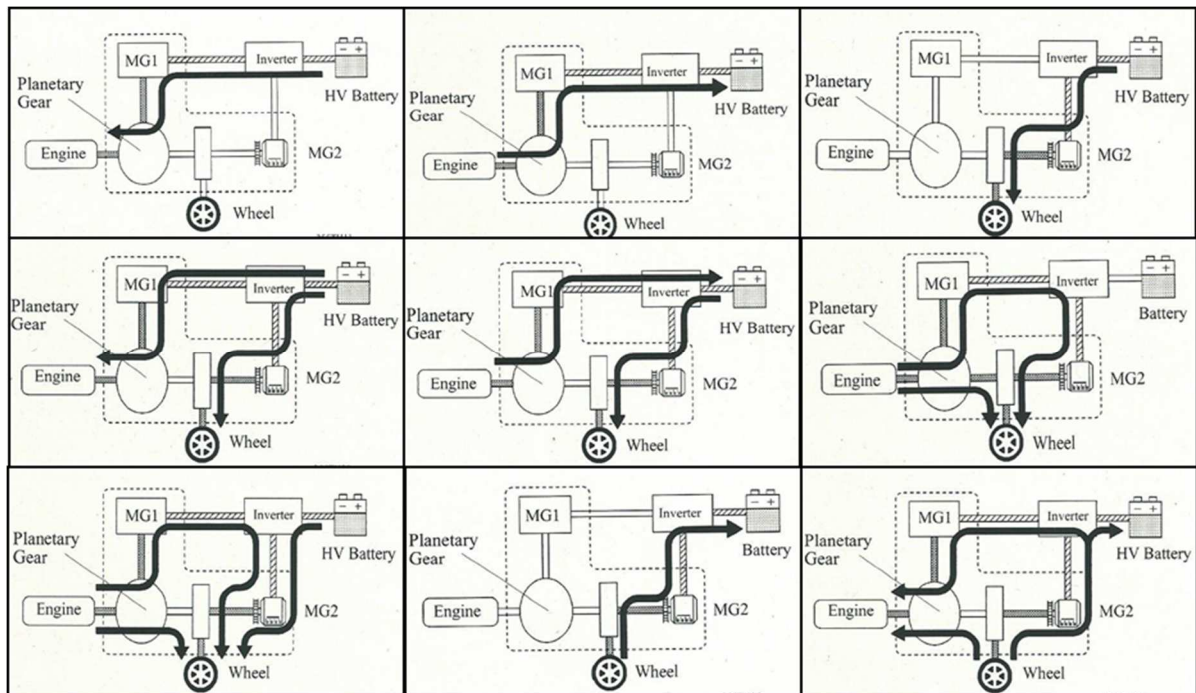 MG1
Inverter
Planetary
Gear
HV Battery
Engine
MG2
Wheel
MG1
Inverter
Planetary
Gear
HV Battery
Engine
MG2
Wheel
MG1
Inverter
Planetary
Gear
HV Battery
Engine
MG2
Wheel
MG1
Inverter
Planetary
Gear
HV Battery
Engine
MG2
Wheel
MG1
Inverter
Planetary
Gear
HV Battery
Engine
MG2
Wheel
MG1
Inverter
Planetary
Gear
Battery
Engine
MG2
Wheel
MG1
Inverter
Planetary
Gear
HV Battery
Engine
MG2
Wheel
MG1
Inverter
Planetary
Gear
Battery
Engine
MG2
Wheel
MG1
Inverter
Planetary
Gear
HV Battery
Engine
MG2
Wheel